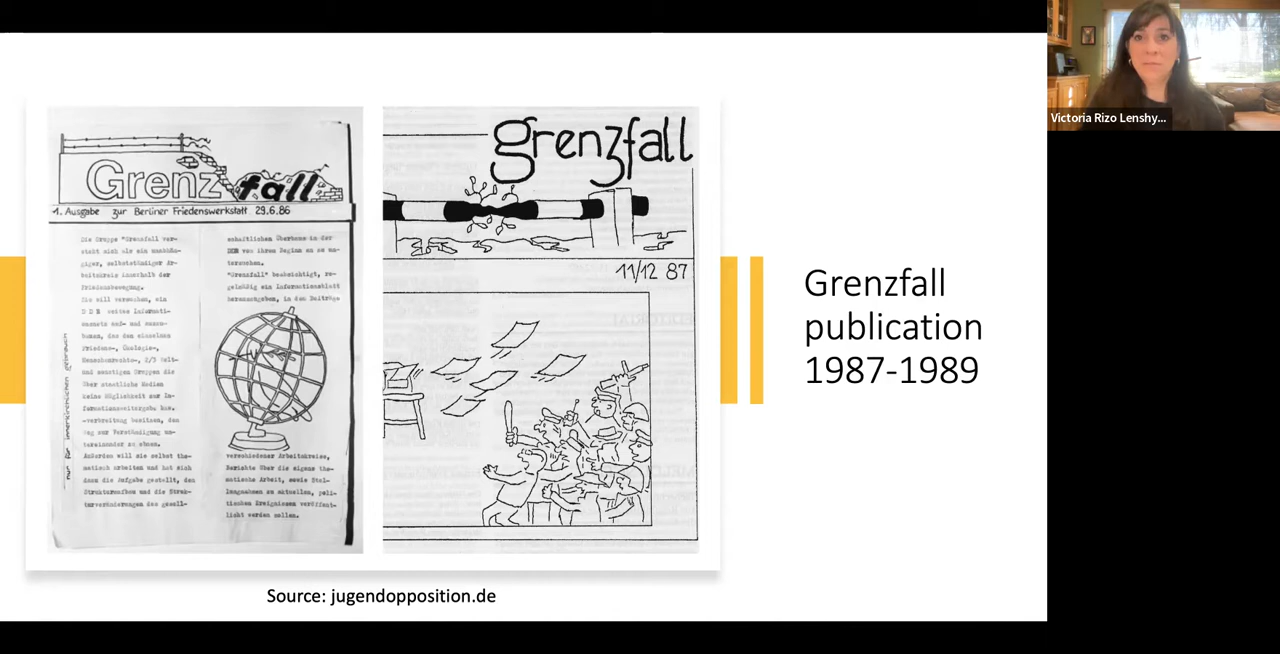 Grenzfall
1. Ausgabe zur Berliner Friedenswerkstatt 29.6.86
Die Gruppe "Grenzfall ver-
steht sich als ein unabhän-
giger, selbstständiger Ar-
beitskreis innerhalb der
Friedensbewegung.
Sie will versuchen, ein
D D R weites Informati-
onsnetz auf- und auszu-
bauen, das den einzelnen
Friedens-, Ökologie-,
Menschenrechts-, 2/3 Welt-
und sonstigen Gruppen die
über staatliche Medien
keine Möglichkeit zur In-
formationsweitergabe bzw.
-verbreitung besitzen, den
Weg zur Verständigung un-
tereinander zu ebnen.
Außerdem will sie selbst the-
matisch arbeiten und hat sich
dazu die Aufgabe gestellt, den
Strukturaufbau und die Struk-
turveränderungen des gesell-
schaftlichen Überbaus in der
DDR von ihrem Beginn an zu un-
tersuchen.
"Grenzfall" beabsichtigt, re-
gelmäßig ein Informationsblatt
herauszugeben, in dem Beiträge
verschiedener Arbeitskreise,
Berichte über die eigene the-
matische Arbeit, sowie Stel-
lungnahmen zu aktuellen, poli-
tischen Ereignissen veröffent-
licht werden sollen.
nur für innerkirchlichen gebrauch
grenzfall
11/12 87
Grenzfall
publication
1987-1989
Source: jugendopposition.de
Victoria Rizo Lenshy...